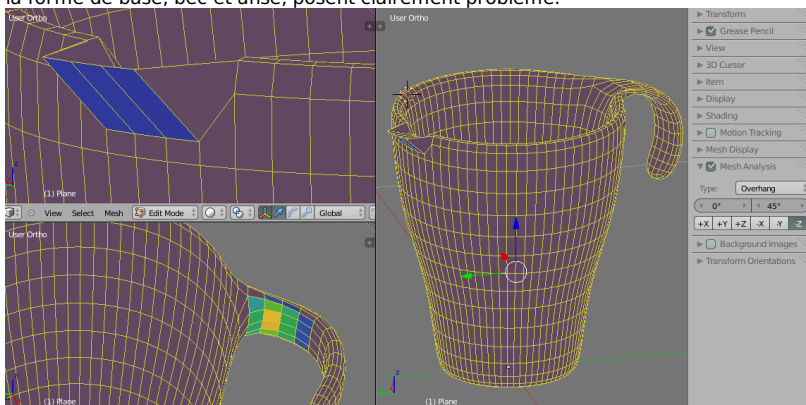 la forme de base, bec et anse, posent clairement problème.
User Ortho
(1) Plane
View Select Mesh Edit Mode Global
User Ortho
(1) Plane
User Ortho
(1) Plane
Transform
Grease Pencil
View
3D Cursor
Item
Display
Shading
Motion Tracking
Mesh Display
Mesh Analysis
Type: Overhang
0° 45°
+X +Y +Z -X -Y -Z
Background Images
Transform Orientations